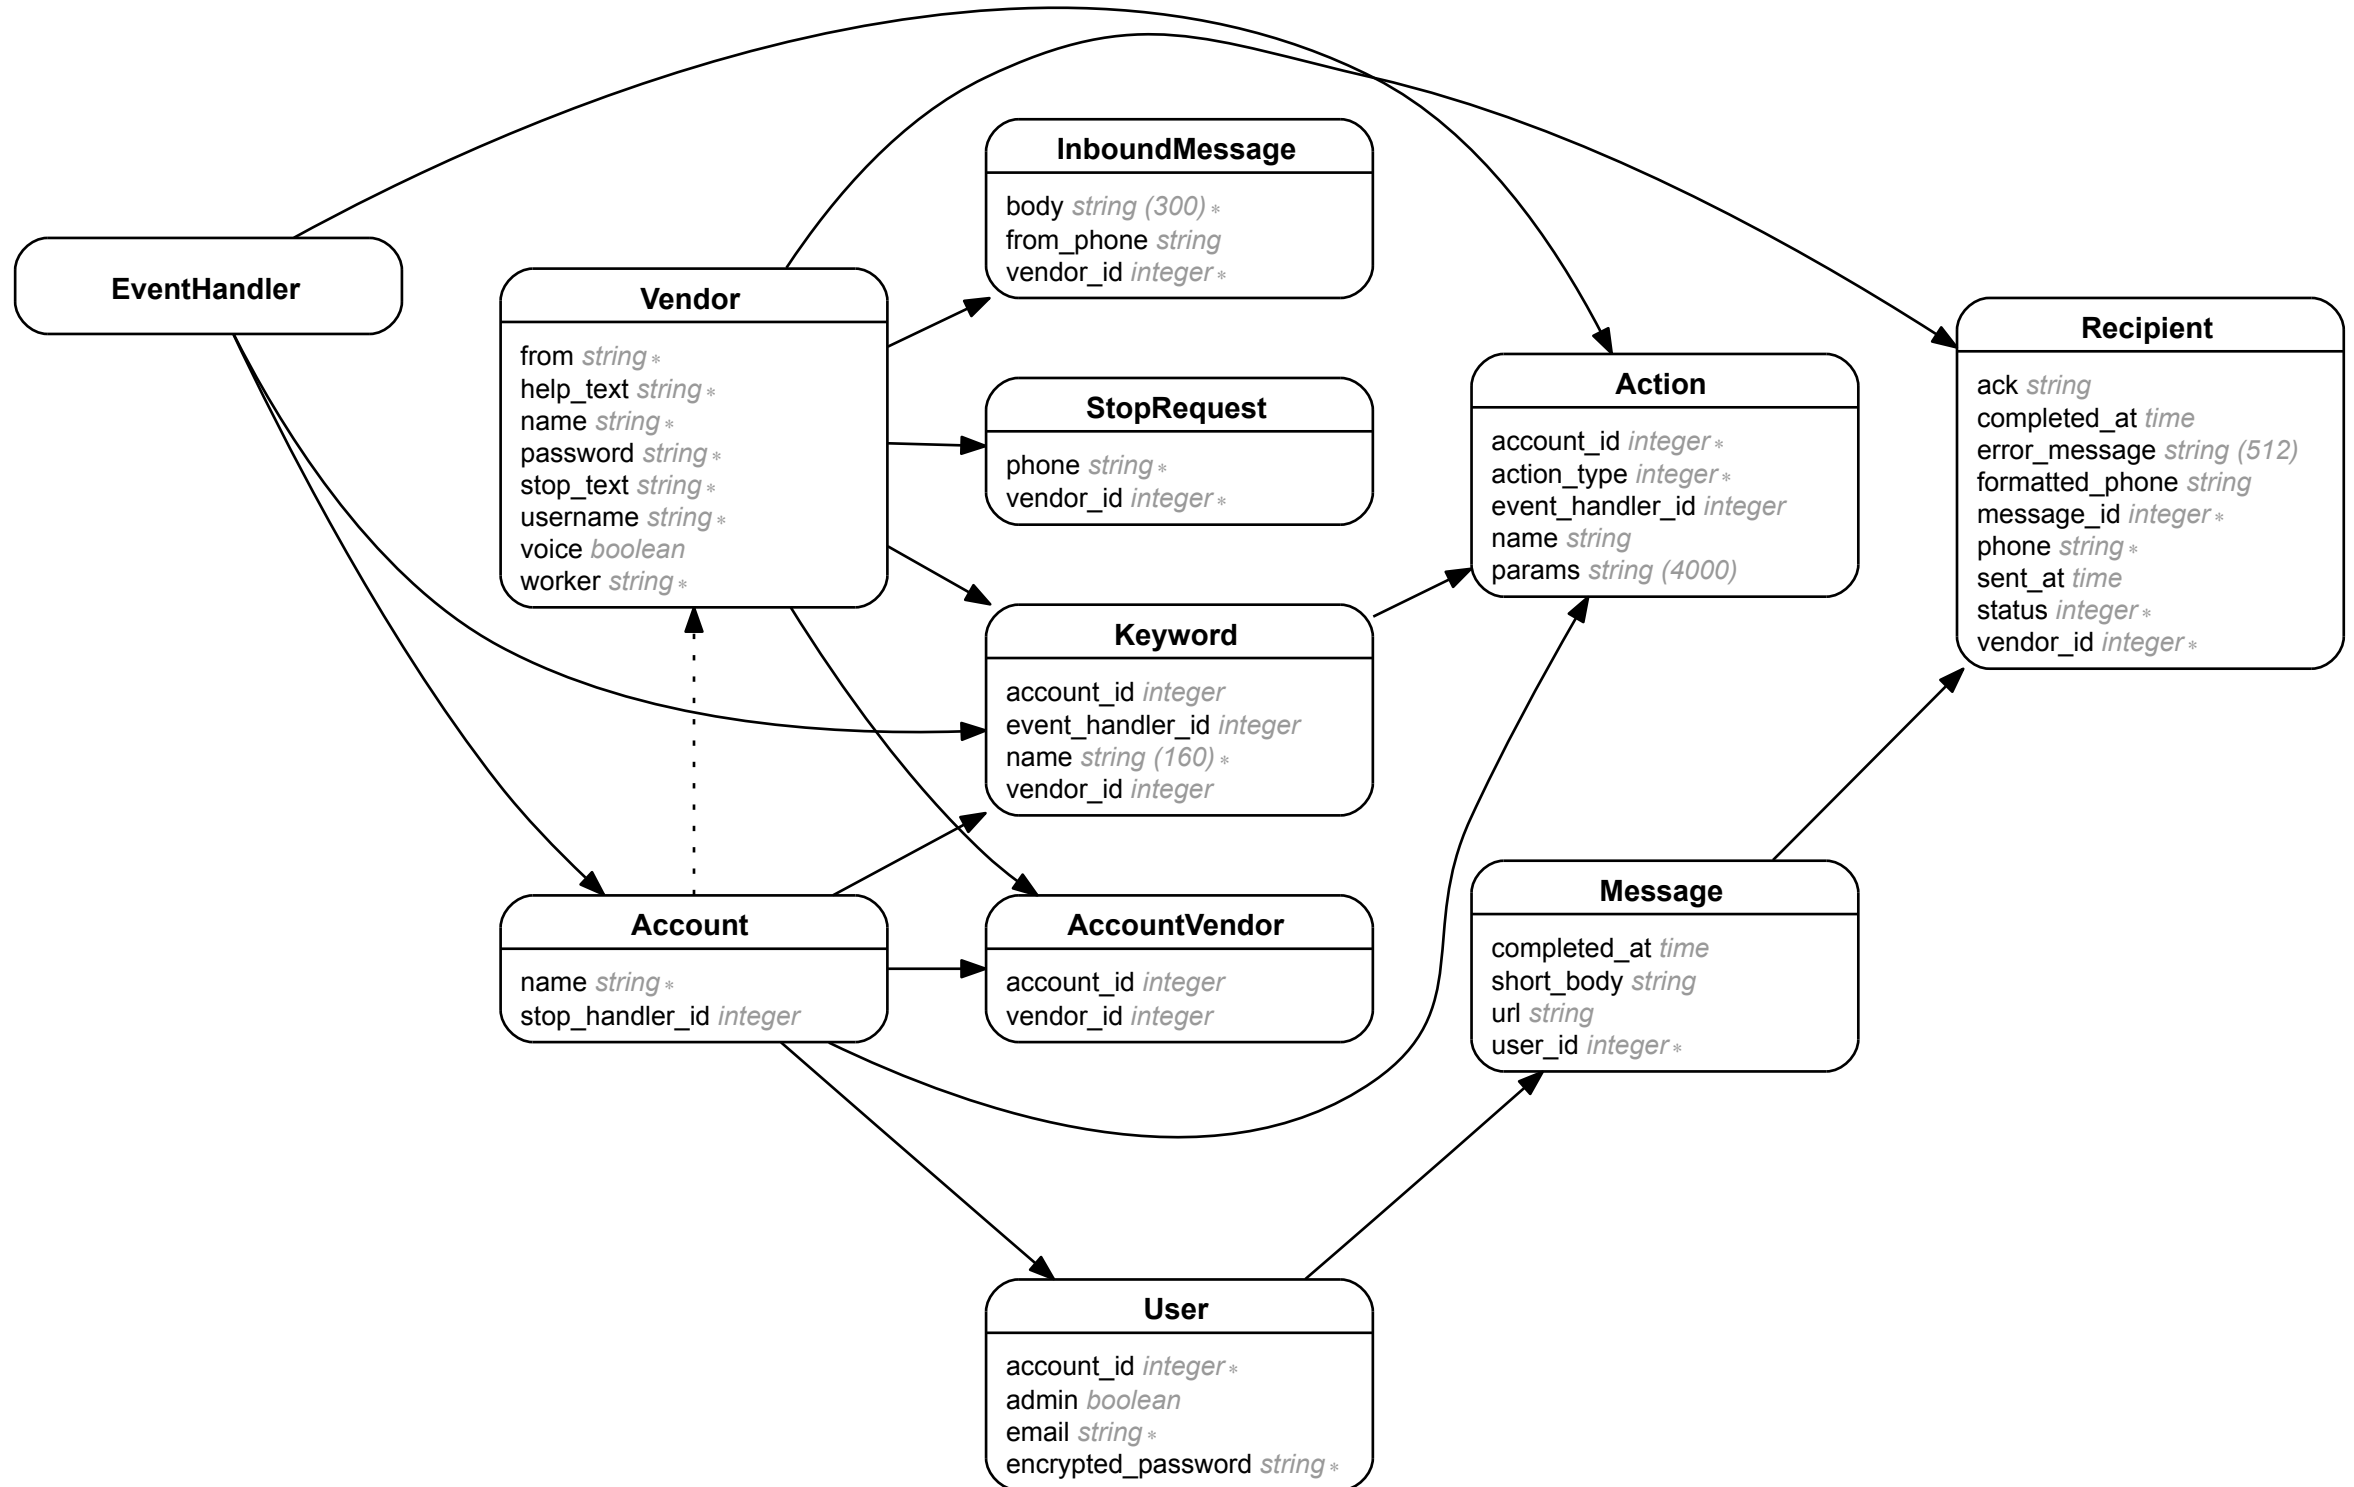 EventHandler
Vendor
from string *
help_text string *
name string *
password string *
stop_text string *
username string *
voice boolean
worker string *
InboundMessage
body string (300) *
from_phone string
vendor_id integer *
StopRequest
phone string *
vendor_id integer *
Keyword
account_id integer
event_handler_id integer
name string (160) *
vendor_id integer
Action
account_id integer *
action_type integer *
event_handler_id integer
name string
params string (4000)
Recipient
ack string
completed_at time
error_message string (512)
formatted_phone string
message_id integer *
phone string *
sent_at time
status integer *
vendor_id integer *
Account
name string *
stop_handler_id integer
AccountVendor
account_id integer
vendor_id integer
Message
completed_at time
short_body string
url string
user_id integer *
User
account_id integer *
admin boolean
email string *
encrypted_password string *